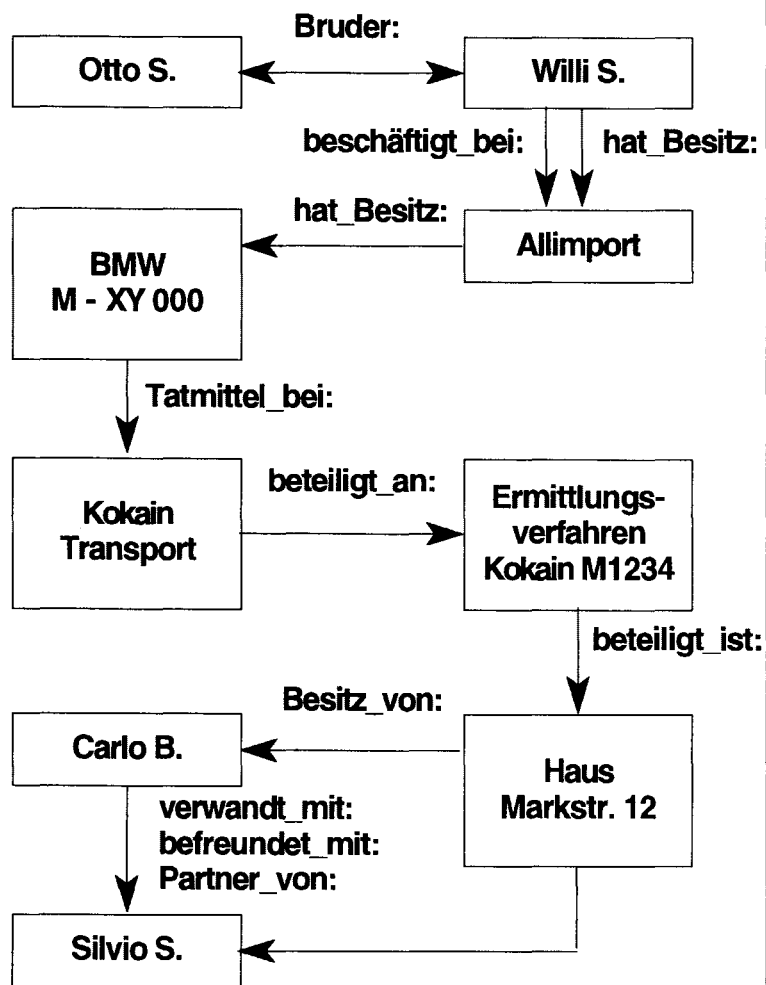 Bruder:
Otto S.
Willi S.
beschäftigt_bei:
hat_Besitz:
hat_Besitz:
Allimport
BMW
M - XY 000
Tatmittel_bei:
beteiligt_an:
Kokain
Transport
Ermittlungs-
verfahren
Kokain M1234
beteiligt_ist:
Besitz_von:
Carlo B.
Haus
Markstr. 12
verwandt_mit:
befreundet_mit:
Partner_von:
Silvio S.